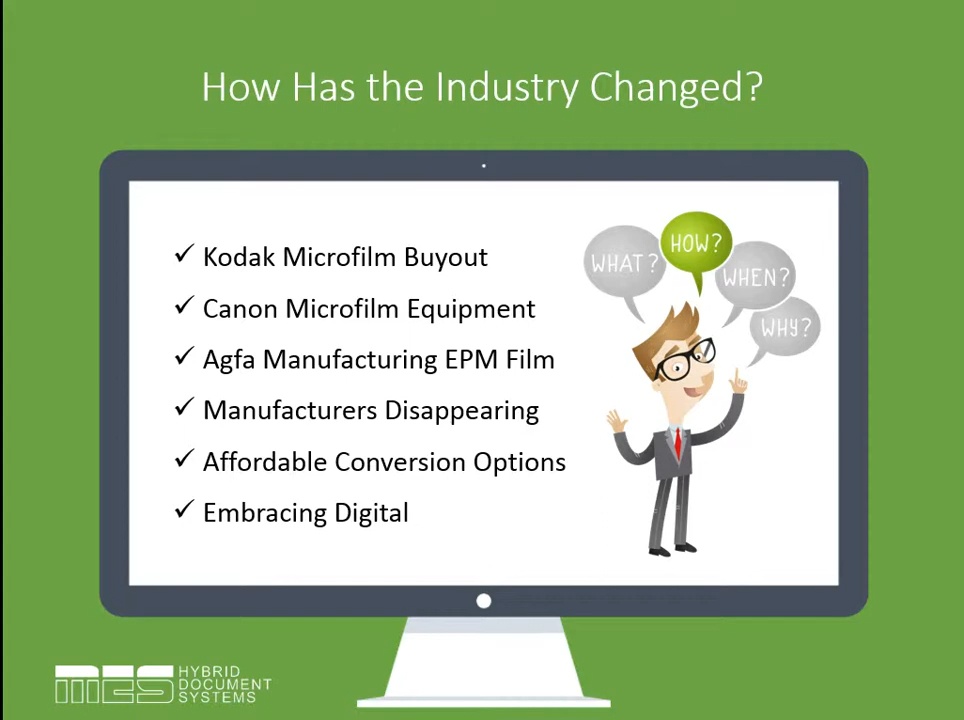 How Has the Industry Changed?
✓ Kodak Microfilm Buyout
✓ Canon Microfilm Equipment
✓ Agfa Manufacturing EPM Film
✓ Manufacturers Disappearing
✓ Affordable Conversion Options
✓ Embracing Digital
WHAT?
HOW?
WHEN?
WHY?
MES
HYBRID
DOCUMENT
SYSTEMS